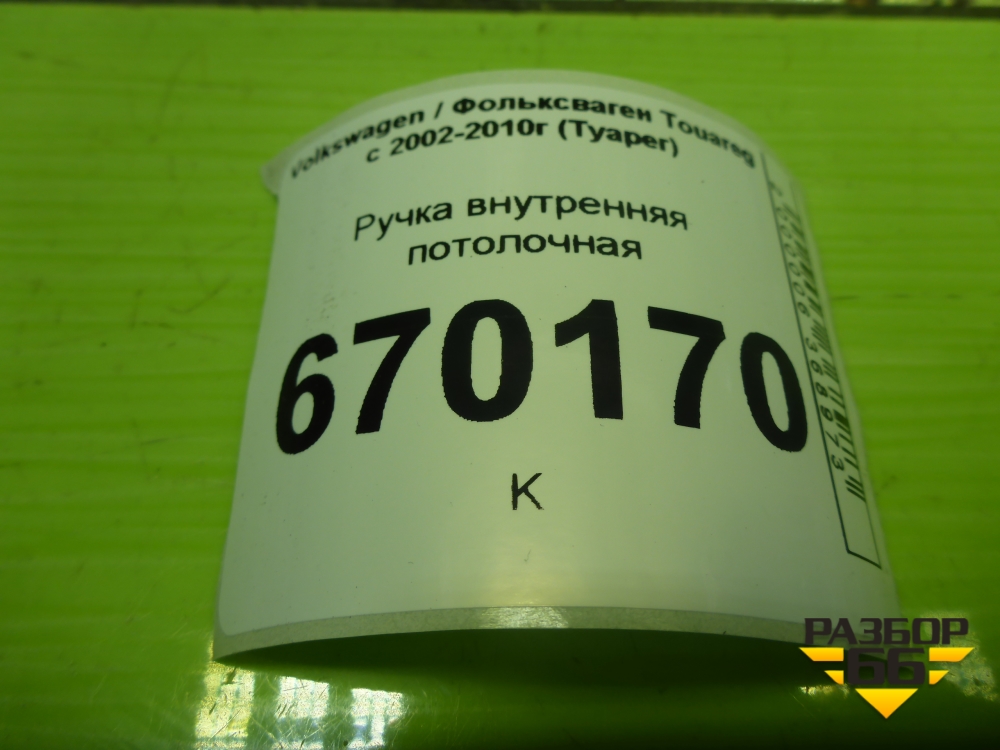 Volkswagen / Фольксваген Touareg
с 2002-2010г (Туарег)
Ручка внутренняя
потолочная
670170
К
РАЗБОР
66